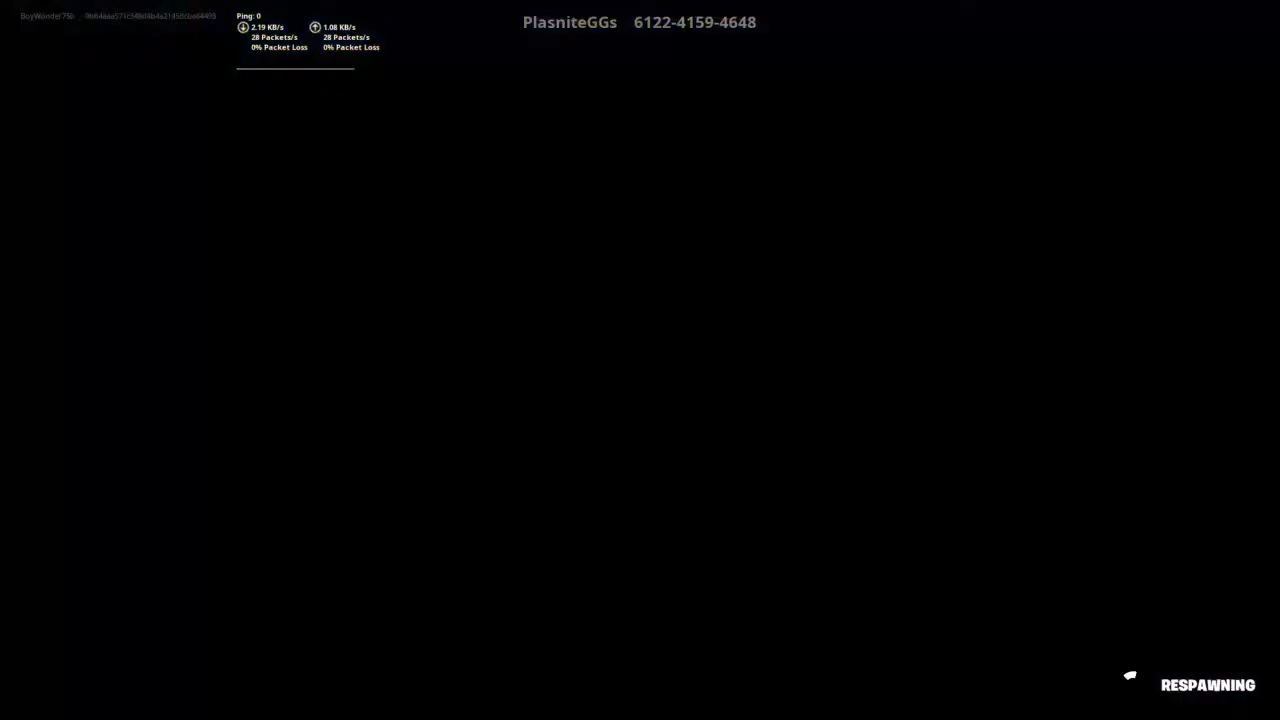 BoyWonder750
Ping: 0
2.19 KB/s 1.08 KB/s
28 Packets/s 28 Packets/s
0% Packet Loss 0% Packet Loss
PlasniteGGs 6122-4159-4648
RESPAWNING